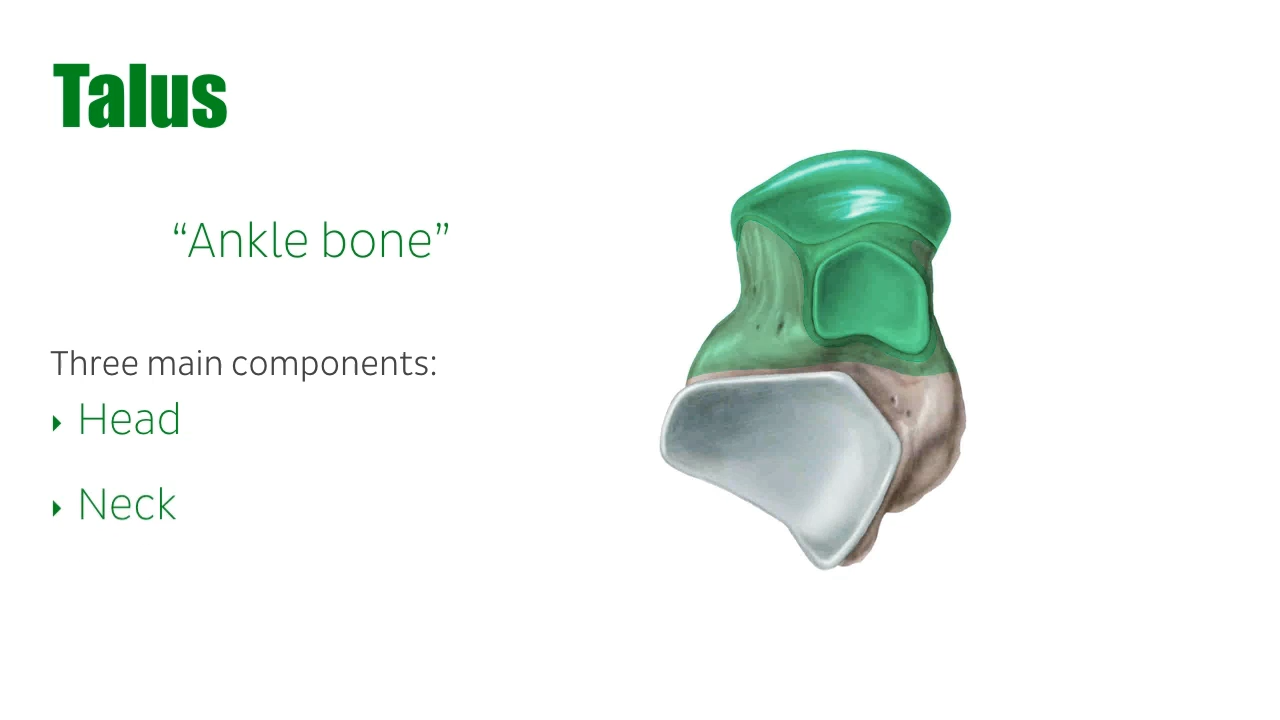 Talus
“Ankle bone”
Three main components:
‣ Head
‣ Neck